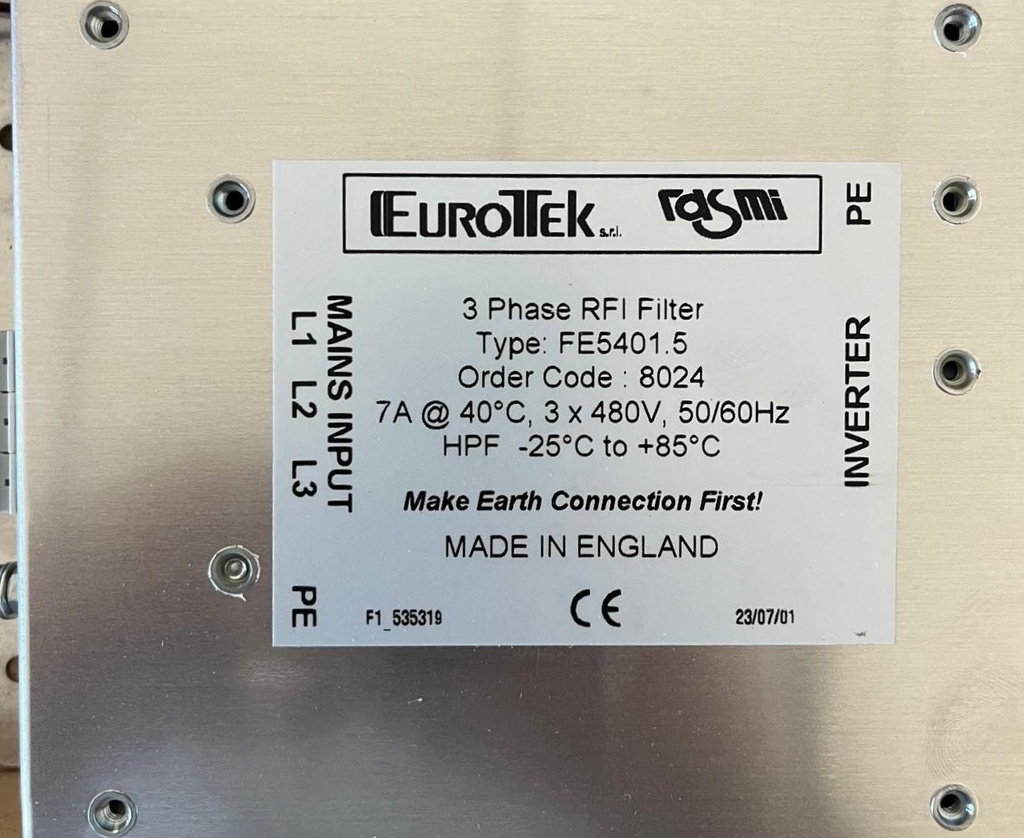 EUROTEK s.r.l. rasmi
PE
MAINS INPUT
L1 L2 L3
PE
3 Phase RFI Filter
Type: FE5401.5
Order Code : 8024
7A @ 40°C, 3 x 480V, 50/60Hz
HPF -25°C to +85°C
Make Earth Connection First!
MADE IN ENGLAND
INVERTER
F1_535319
CE
23/07/01